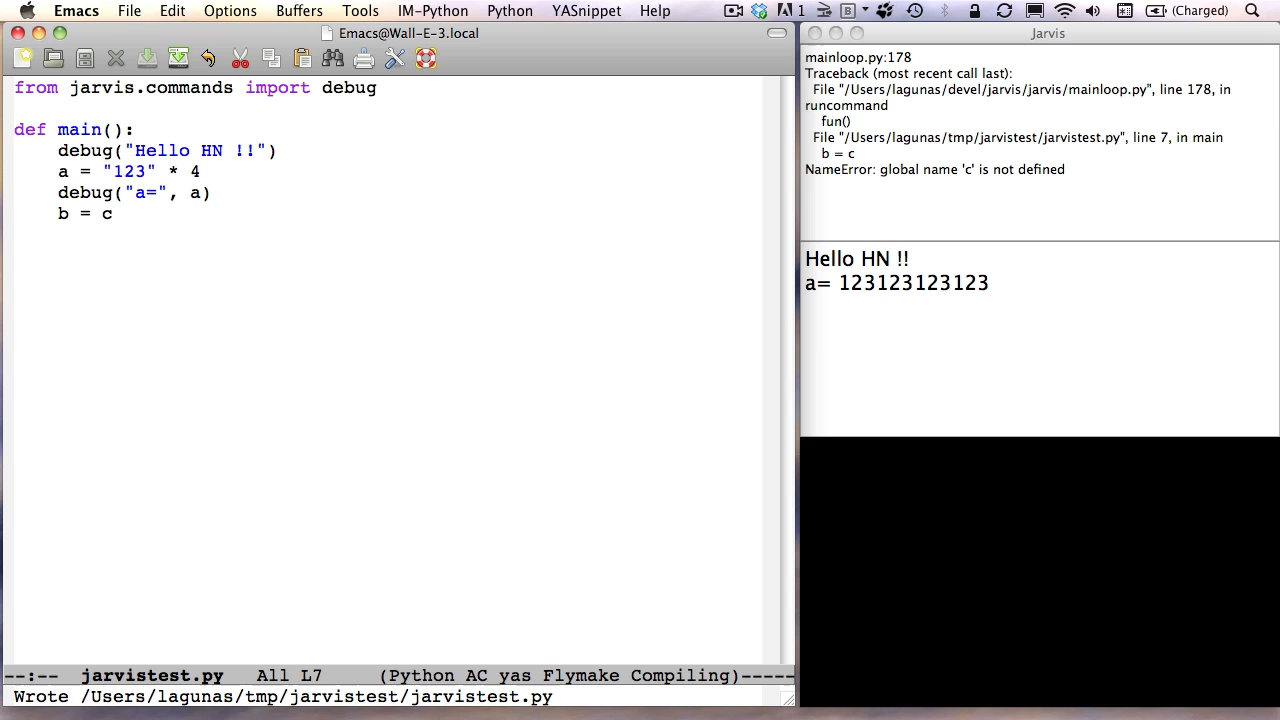 Emacs File Edit Options Buffers Tools IM-Python Python YASnippet Help 1 B (Charged)
Emacs@Wall-E-3.local
from jarvis.commands import debug
def main():
debug("Hello HN !!")
a = "123" * 4
debug("a=", a)
b = c
--:-- jarvistest.py All L7 (Python AC yas Flymake Compiling)-----
Wrote /Users/lagunas/tmp/jarvistest/jarvistest.py
Jarvis
mainloop.py:178
Traceback (most recent call last):
File "/Users/lagunas/devel/jarvis/jarvis/mainloop.py", line 178, in
runcommand
fun()
File "/Users/lagunas/tmp/jarvistest/jarvistest.py", line 7, in main
b = c
NameError: global name 'c' is not defined
Hello HN !!
a= 123123123123